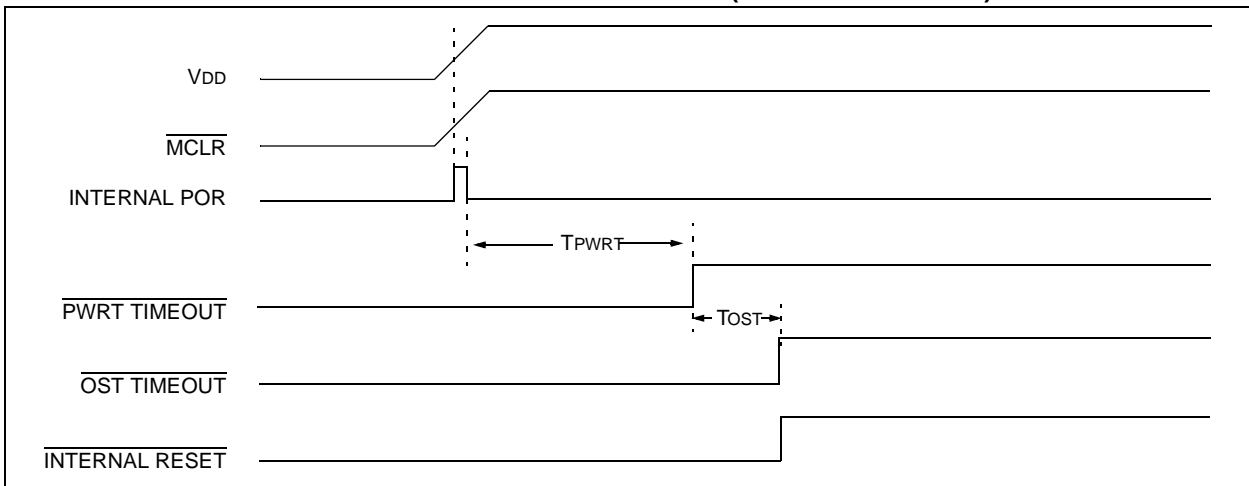 VDD
MCLR
INTERNAL POR
TPWRT
PWRT TIMEOUT
TOST
OST TIMEOUT
INTERNAL RESET